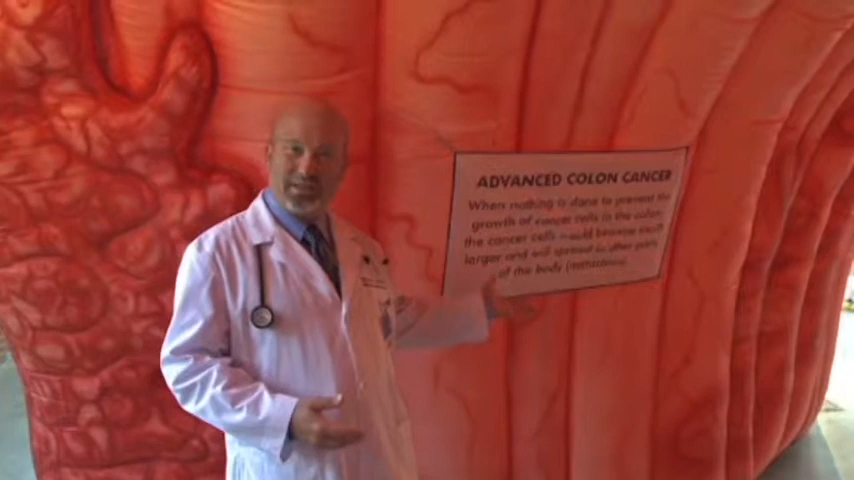 ADVANCED COLON CANCER
When nothing is done to prevent the
growth of cancer cells in the colon
the cancer cells would become much
larger and will spread to other parts
of the body (metastasis)